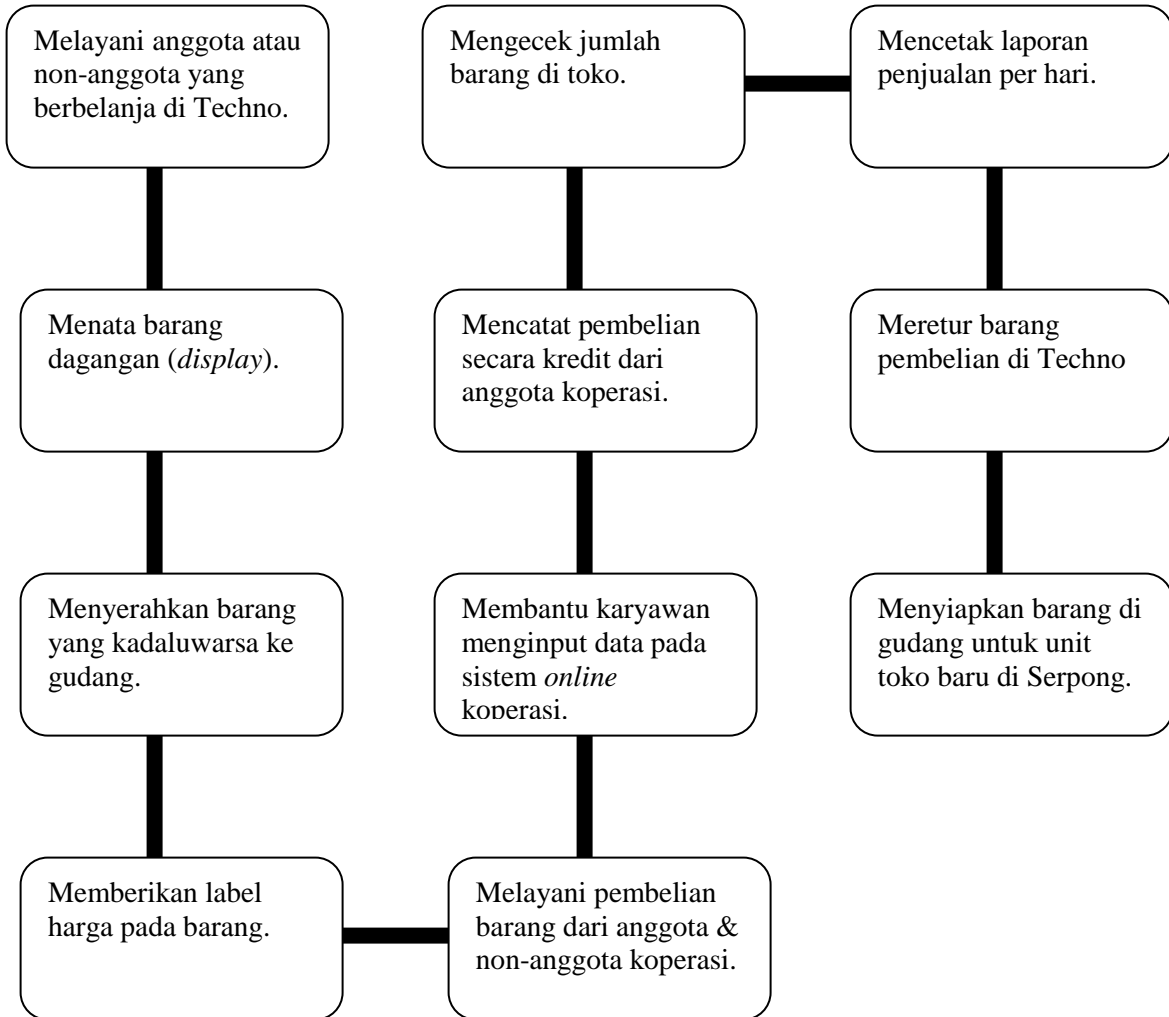 Melayani anggota atau
non-anggota yang
berbelanja di Techno.
Menata barang
dagangan (display).
Menyerahkan barang
yang kadaluwarsa ke
gudang.
Memberikan label
harga pada barang.
Melayani pembelian
barang dari anggota &
non-anggota koperasi.
Membantu karyawan
menginput data pada
sistem online
koperasi.
Mencatat pembelian
secara kredit dari
anggota koperasi.
Mengecek jumlah
barang di toko.
Mencetak laporan
penjualan per hari.
Meretur barang
pembelian di Techno
Menyiapkan barang di
gudang untuk unit
toko baru di Serpong.